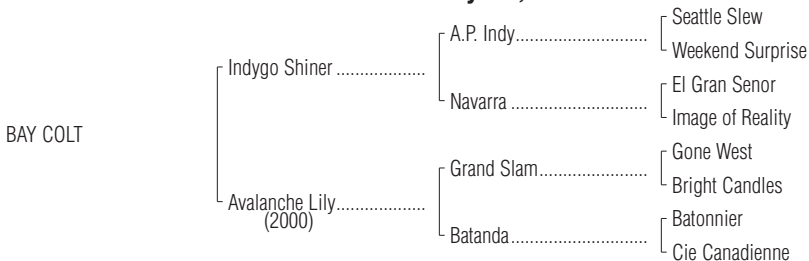 Seattle Slew
A.P. Indy
Weekend Surprise
Indygo Shiner
El Gran Senor
Navarra
Image of Reality
BAY COLT
Gone West
Grand Slam
Bright Candles
Avalanche Lily
(2000)
Batonnier
Batanda
Cie Canadienne